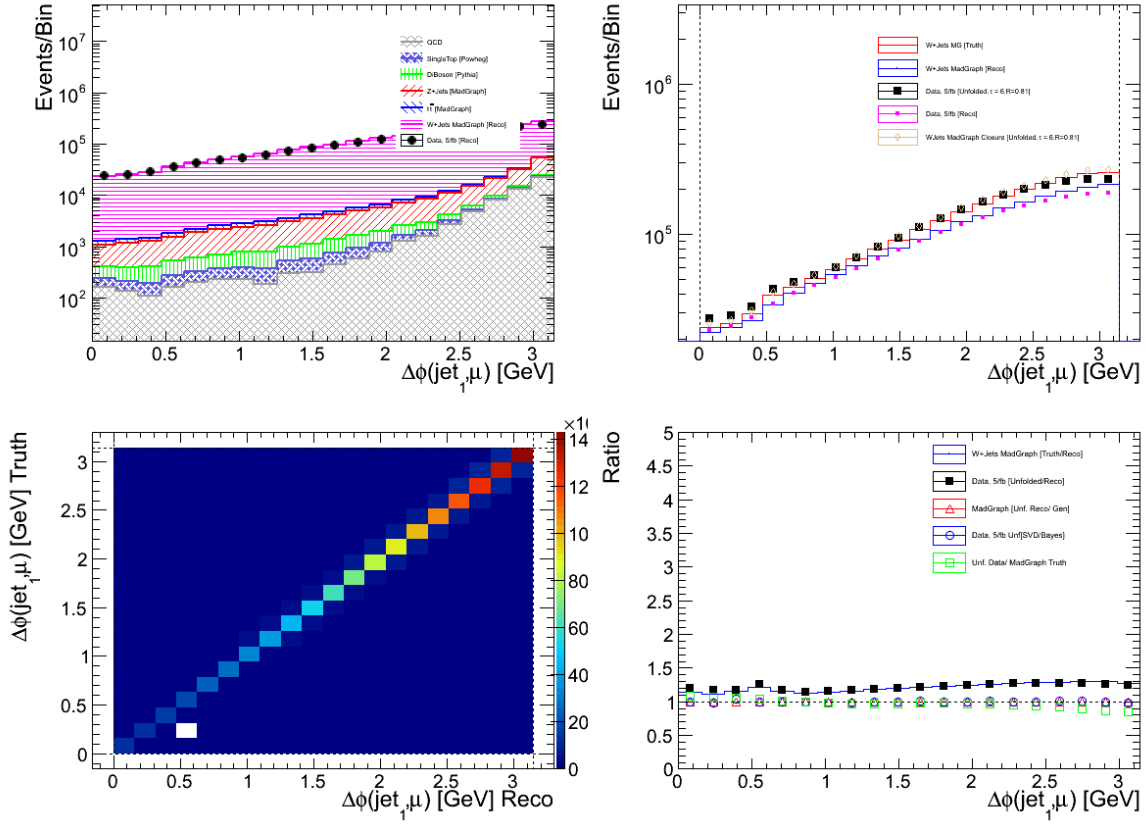 Events/Bin
10^7
10^6
10^5
10^4
10^3
10^2
QCD
SingleTop [Powheg]
DiBoson [Pythia]
Z+Jets [MadGraph]
tt̄ [MadGraph]
W+Jets MadGraph [Reco]
Data, 5/fb [Reco]
0 0.5 1 1.5 2 2.5 3
Δϕ(jet_1,μ) [GeV]
Events/Bin
10^6
10^5
W+Jets MG [Truth]
W+Jets MadGraph [Reco]
Data, 5/fb [Unfolded, τ = 6,R=0.81]
Data, 5/fb [Reco]
WJets MadGraph Closure [Unfolded, τ = 6,R=0.81]
0 0.5 1 1.5 2 2.5 3
Δϕ(jet_1,μ) [GeV]
Δϕ(jet_1,μ) [GeV] Truth
3
2.5
2
1.5
1
0.5
0
0 0.5 1 1.5 2 2.5 3
Δϕ(jet_1,μ) [GeV] Reco
×10
140
120
100
80
60
40
20
0
Ratio
5
4.5
4
3.5
3
2.5
2
1.5
1
0.5
0
W+Jets MadGraph [Truth/Reco]
Data, 5/fb [Unfolded/Reco]
MadGraph [Unf. Reco/ Gen]
Data, 5/fb Unf[SVD/Bayes]
Unf. Data/ MadGraph Truth
0 0.5 1 1.5 2 2.5 3
Δϕ(jet_1,μ) [GeV]